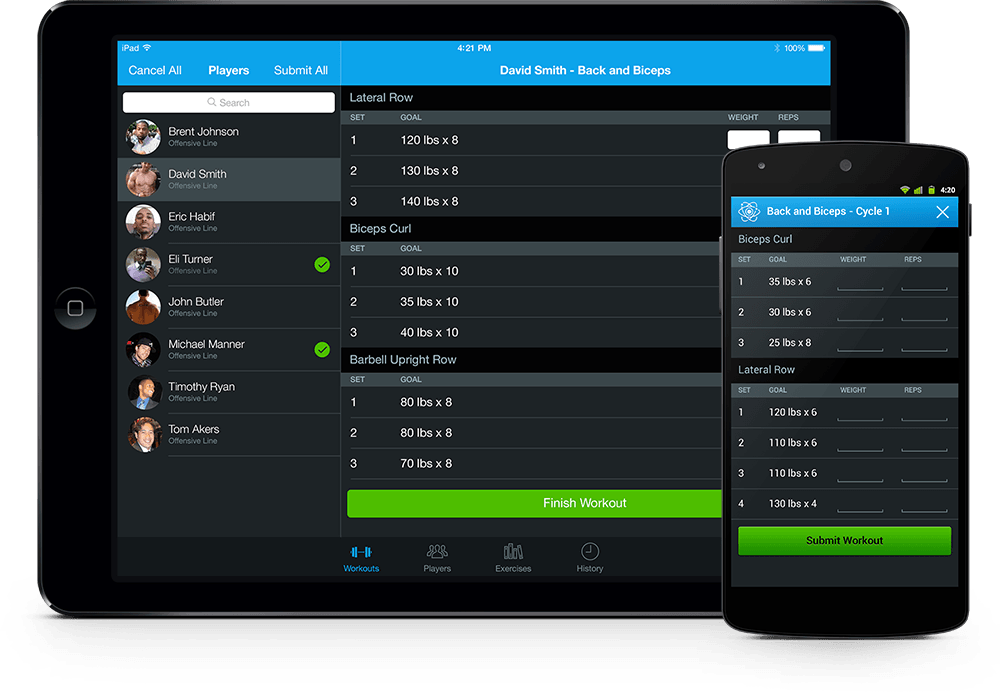 iPad 4:21 PM 100%
Cancel All Players Submit All David Smith - Back and Biceps
Search
Brent Johnson
Offensive Line
David Smith
Offensive Line
Eric Habif
Offensive Line
Eli Turner
Offensive Line
John Butler
Offensive Line
Michael Manner
Offensive Line
Timothy Ryan
Offensive Line
Tom Akers
Offensive Line
Lateral Row
SET GOAL WEIGHT REPS
1 120 lbs x 8
2 130 lbs x 8
3 140 lbs x 8
Biceps Curl
SET GOAL
1 30 lbs x 10
2 35 lbs x 10
3 40 lbs x 10
Barbell Upright Row
SET GOAL
1 80 lbs x 8
2 80 lbs x 8
3 70 lbs x 8
Finish Workout
Workouts Players Exercises History
4:20
Back and Biceps - Cycle 1
Biceps Curl
SET GOAL WEIGHT REPS
1 35 lbs x 6
2 30 lbs x 6
3 25 lbs x 8
Lateral Row
SET GOAL WEIGHT REPS
1 120 lbs x 6
2 110 lbs x 6
3 110 lbs x 6
4 130 lbs x 4
Submit Workout